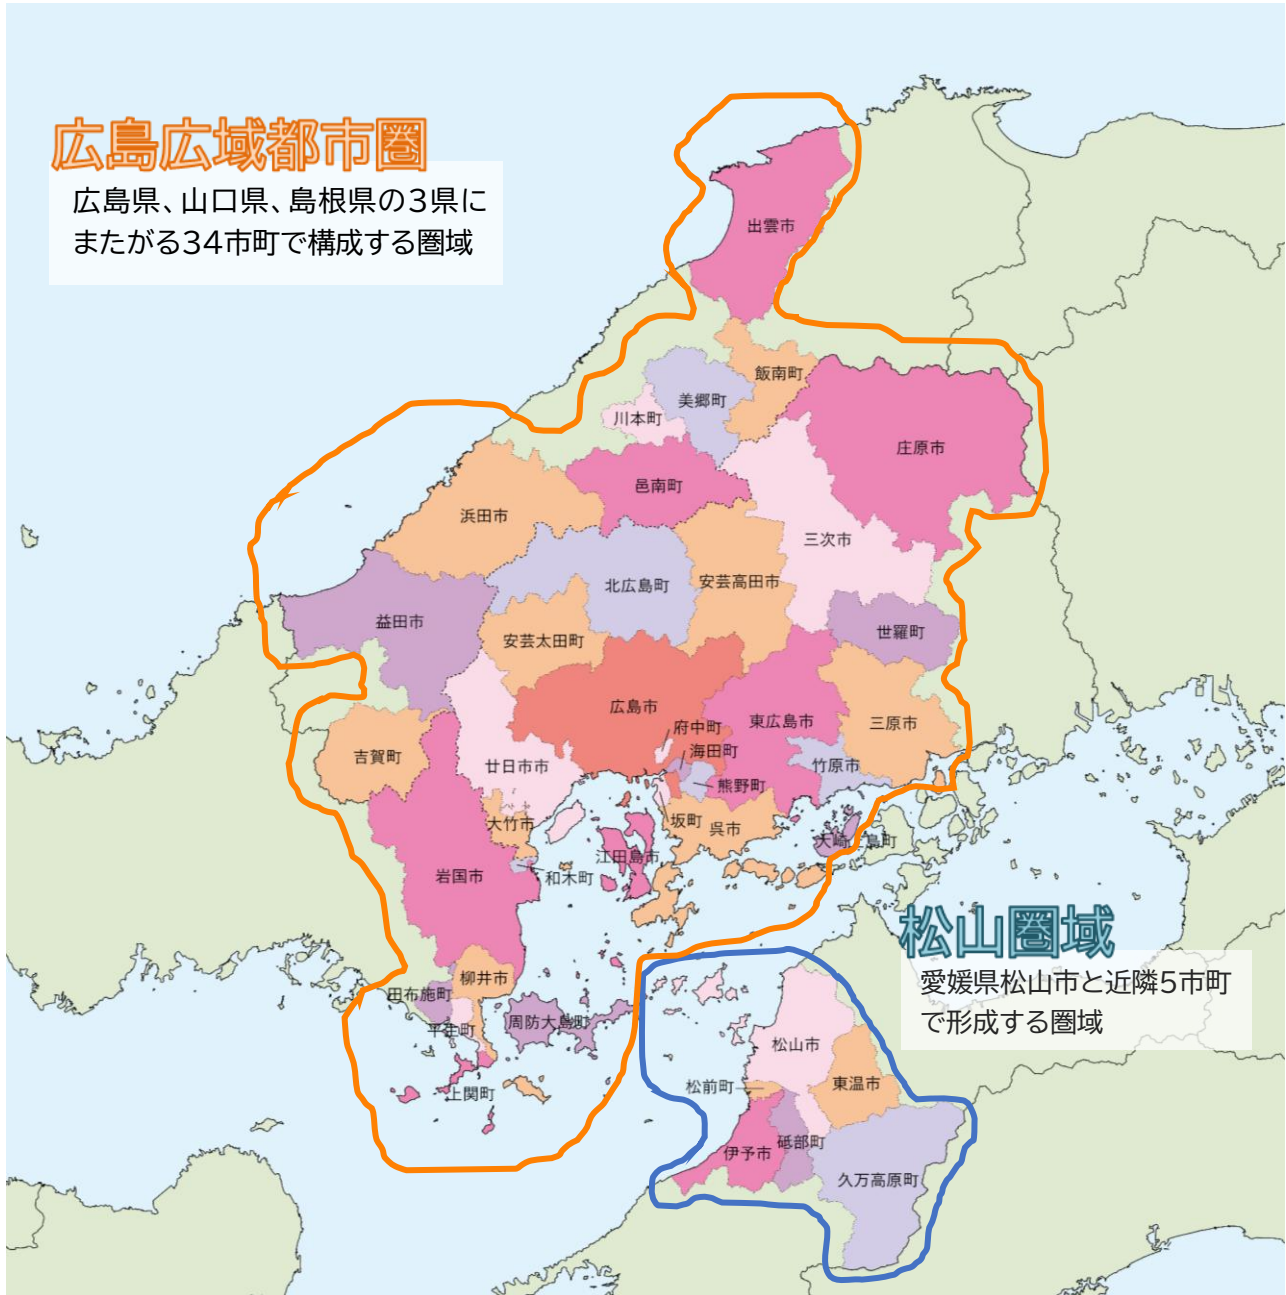 広島広域都市圏
広島県、山口県、島根県の3県に
またがる34市町で構成する圏域
出雲市
飯南町
美郷町
川本町
庄原市
邑南町
浜田市
三次市
北広島町
安芸高田市
益田市
安芸太田町
世羅町
広島市
東広島市
三原市
府中町
海田町
吉賀町
廿日市市
竹原市
熊野町
大竹市
坂町
呉市
大崎上島町
江田島市
岩国市
和木町
柳井市
田布施町
周防大島町
平生町
上関町
松山圏域
愛媛県松山市と近隣5市町
で形成する圏域
松山市
東温市
松前町
砥部町
伊予市
久万高原町